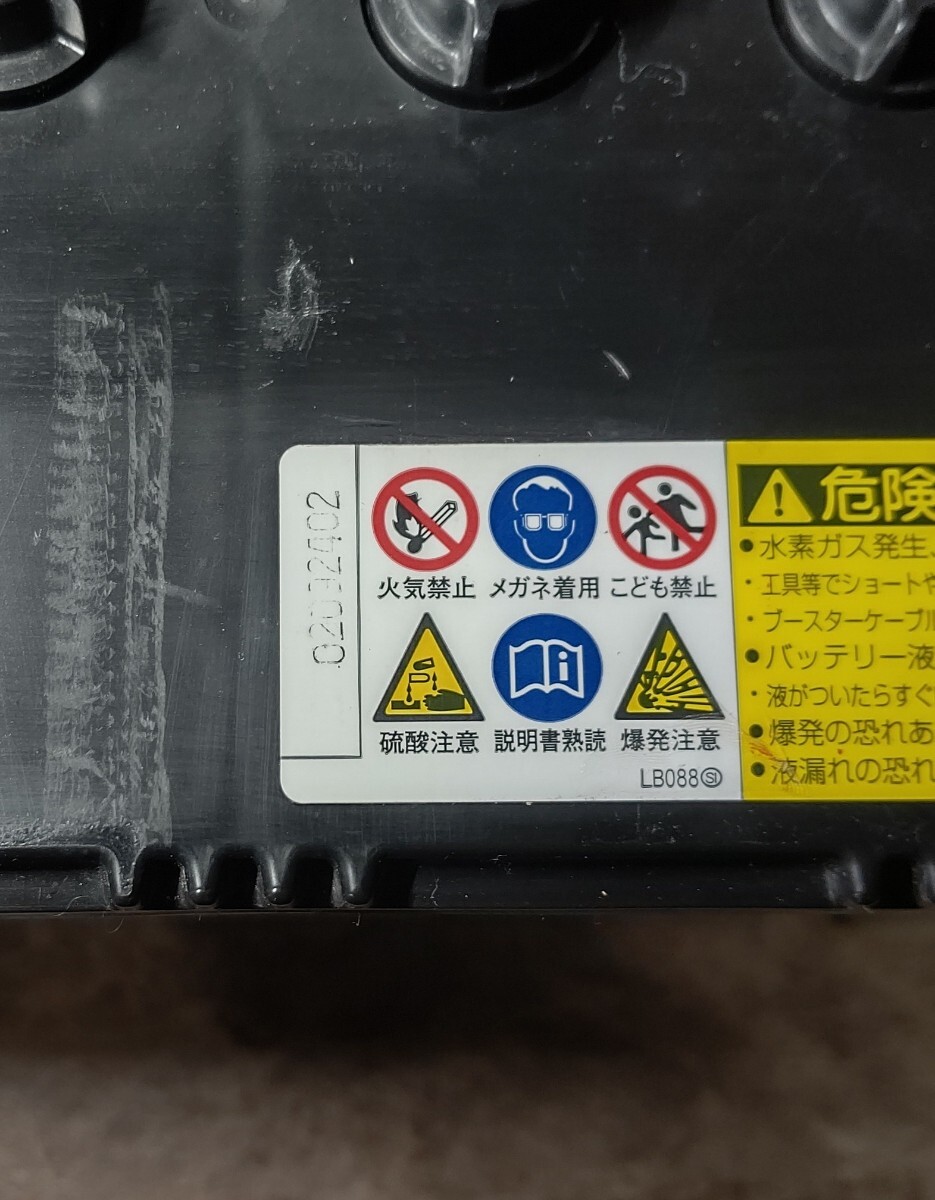 02032402
火気禁止 メガネ着用 こども禁止
硫酸注意 説明書熟読 爆発注意
LB088 SI
危険
●水素ガス発生、
・工具等でショートや
・ブースターケーブル
●バッテリー液
・液がついたらすぐ
●爆発の恐れあ
●液漏れの恐れ